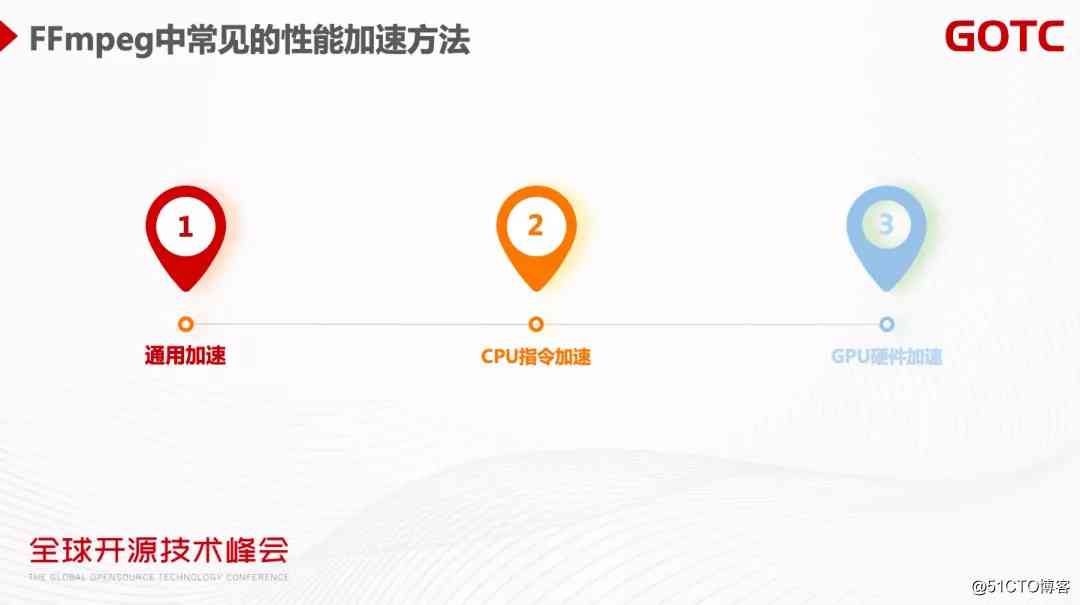 FFmpeg中常见的性能加速方法
GOTC
1
2
3
通用加速
CPU指令加速
GPU硬件加速
全球开源技术峰会
THE GLOBAL OPENSOURCE TECHNOLOGY CONFERENCE
@51CTO博客